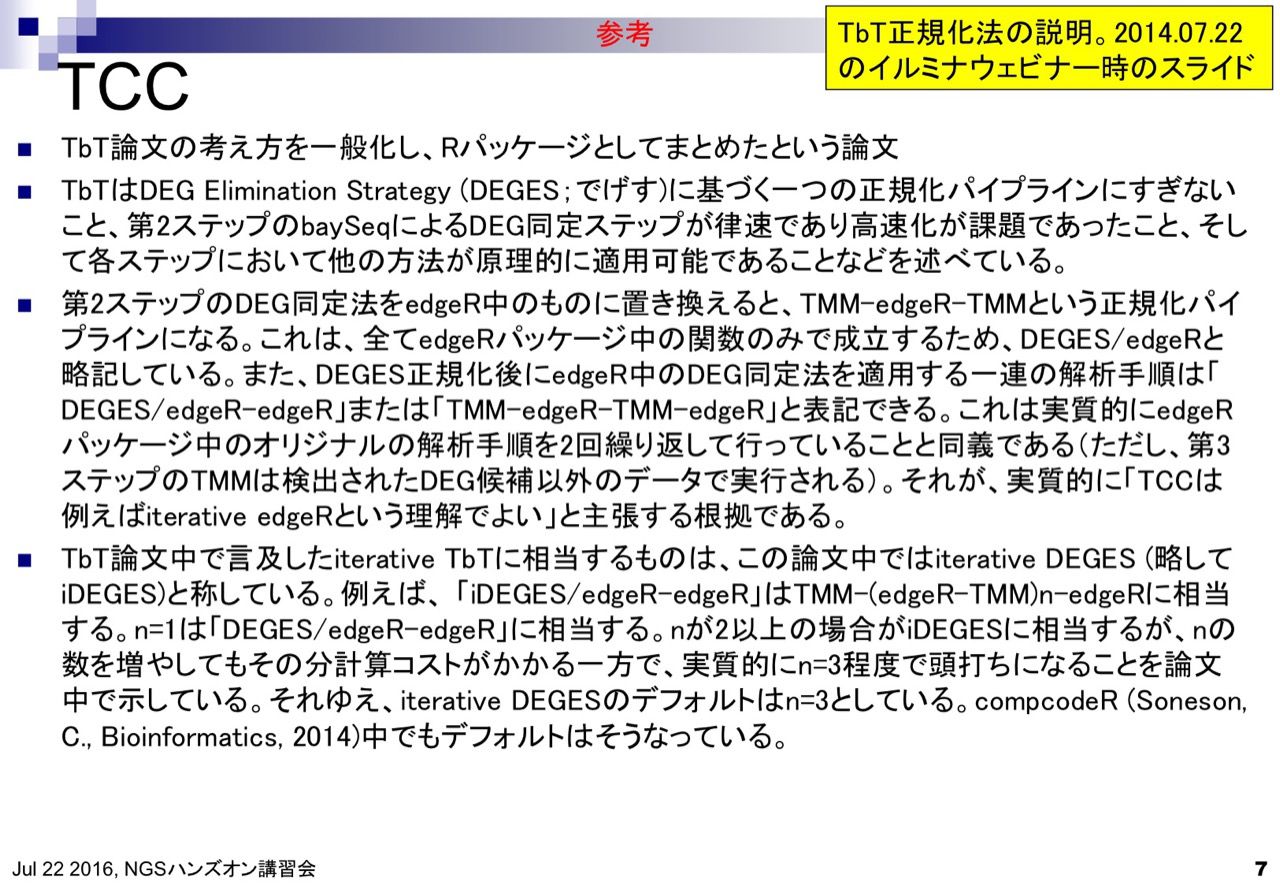 参考
TbT正規化法の説明。2014.07.22
のイルミナウェビナー時のスライド
TCC
TbT論文の考え方を一般化し、Rパッケージとしてまとめたという論文
TbTはDEG Elimination Strategy (DEGES；でげす)に基づく一つの正規化パイプラインにすぎない
こと、第2ステップのbaySeqによるDEG同定ステップが律速であり高速化が課題であったこと、そし
て各ステップにおいて他の方法が原理的に適用可能であることなどを述べている。
第2ステップのDEG同定法をedgeR中のものに置き換えると、TMM-edgeR-TMMという正規化パイ
プラインになる。これは、全てedgeRパッケージ中の関数のみで成立するため、DEGES/edgeRと
略記している。また、DEGES正規化後にedgeR中のDEG同定法を適用する一連の解析手順は「
DEGES/edgeR-edgeR」または「TMM-edgeR-TMM-edgeR」と表記できる。これは実質的にedgeR
パッケージ中のオリジナルの解析手順を2回繰り返して行っていることと同義である（ただし、第3
ステップのTMMは検出されたDEG候補以外のデータで実行される）。それが、実質的に「TCCは
例えばiterative edgeRという理解でよい」と主張する根拠である。
TbT論文中で言及したiterative TbTに相当するものは、この論文中ではiterative DEGES (略して
iDEGES)と称している。例えば、「iDEGES/edgeR-edgeR」はTMM-(edgeR-TMM)n-edgeRに相当
する。n=1は「DEGES/edgeR-edgeR」に相当する。nが2以上の場合がiDEGESに相当するが、nの
数を増やしてもその分計算コストがかかる一方で、実質的にn=3程度で頭打ちになることを論文
中で示している。それゆえ、iterative DEGESのデフォルトはn=3としている。compcodeR (Soneson,
C., Bioinformatics, 2014)中でもデフォルトはそうなっている。
Jul 22 2016, NGSハンズオン講習会
7